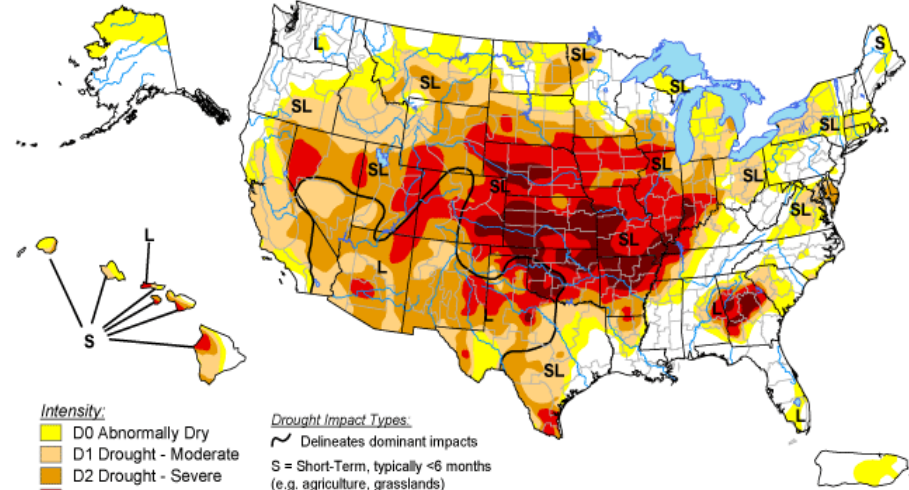 L
S
SL
SL
SL
SL
SL
SL
SL
SL
SL
SL
SL
L
L
L
S
L
SL
L
Intensity:
D0 Abnormally Dry
D1 Drought - Moderate
D2 Drought - Severe
Drought Impact Types:
Delineates dominant impacts
S = Short-Term, typically <6 months
(e.g. agriculture, grasslands)